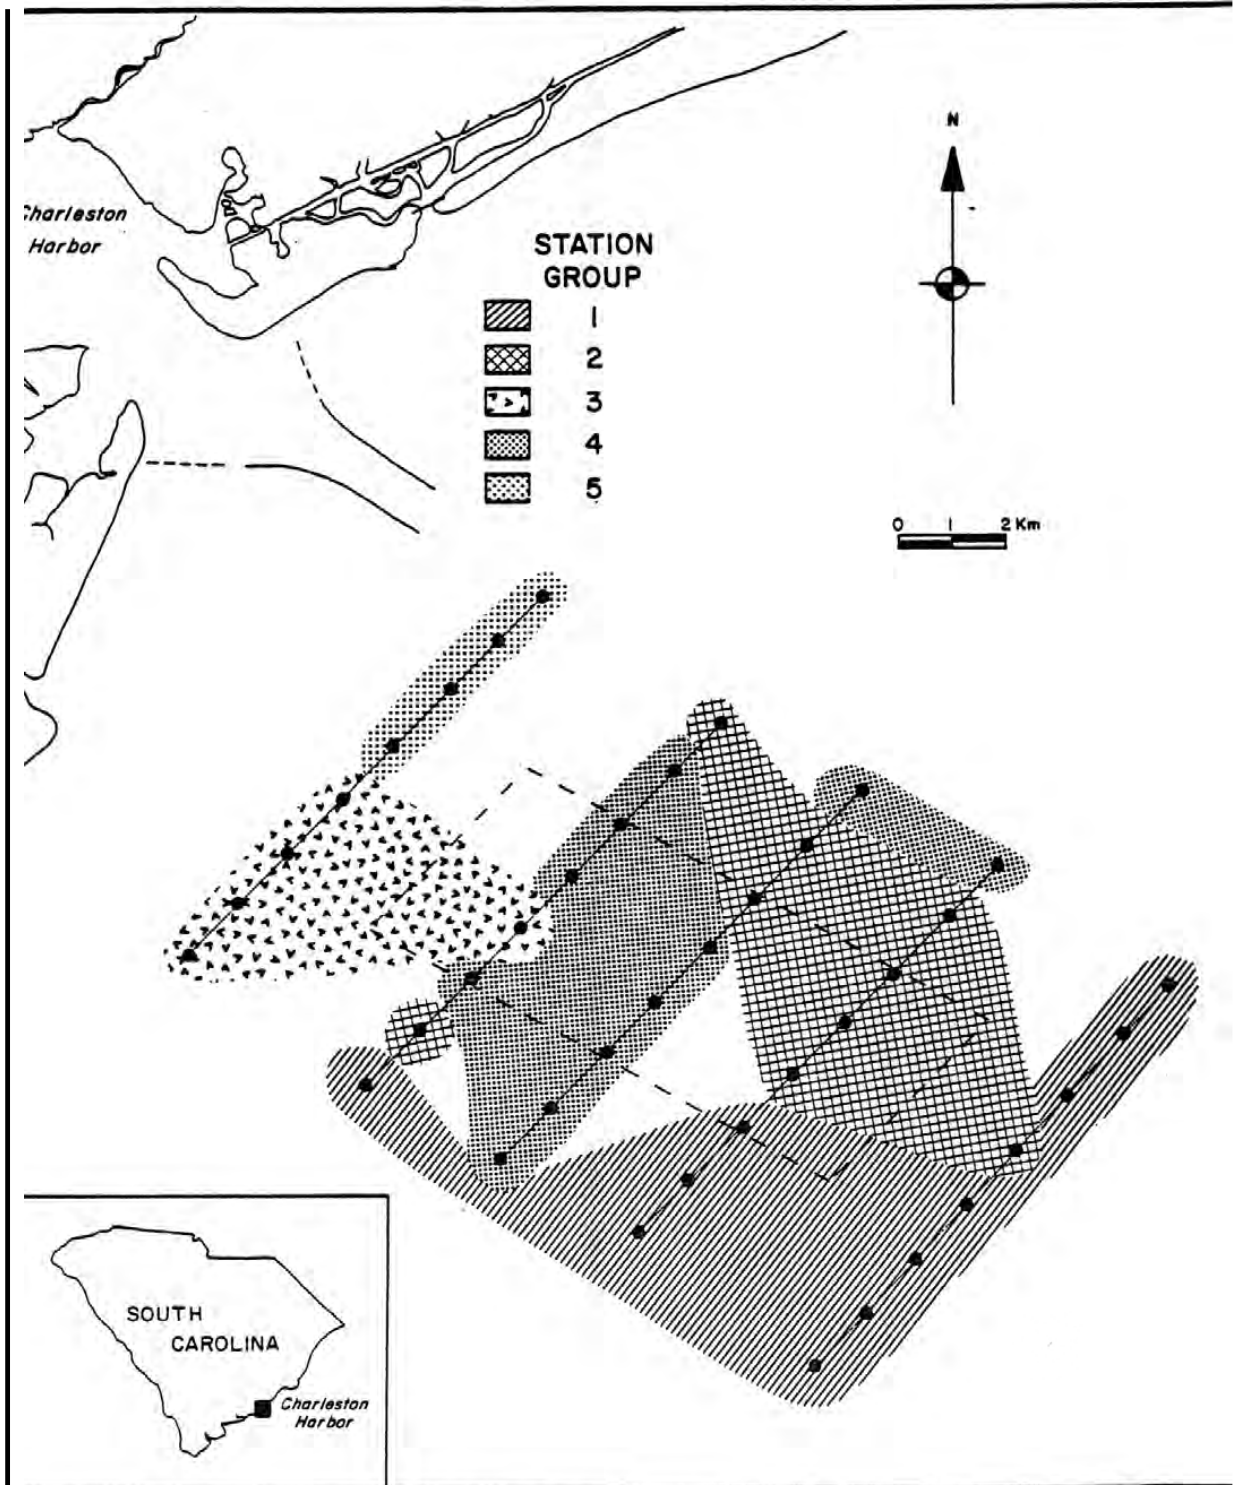 N
Charleston
Harbor
STATION
GROUP
1
2
3
4
5
0 1 2 Km
SOUTH
CAROLINA
Charleston
Harbor